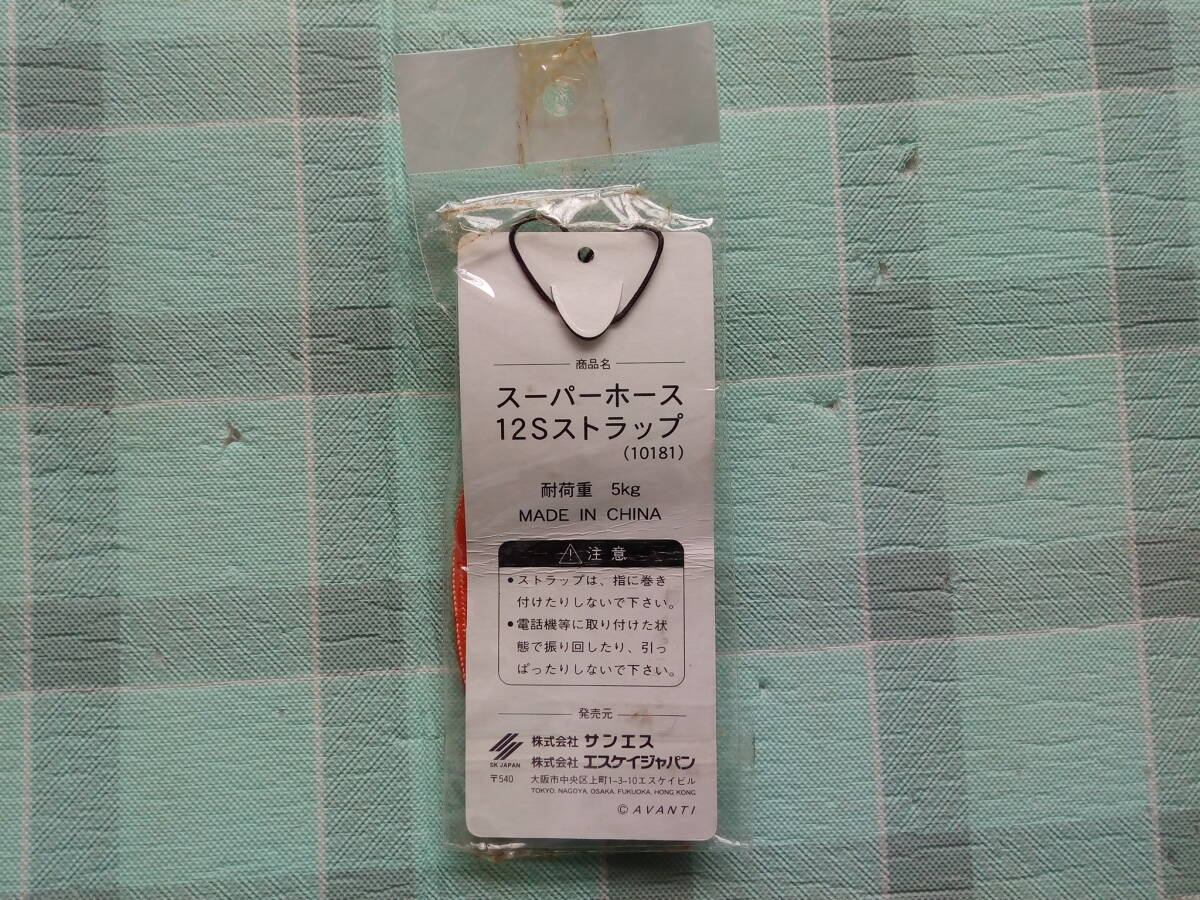 商品名
スーパーホース
12Sストラップ
(10181)
耐荷重 5kg
MADE IN CHINA
注意
●ストラップは、指に巻き
付けたりしないで下さい。
●電話機等に取り付けた状
態で振り回したり、引っ
ぱったりしないで下さい。
発売元
株式会社 サンエス
株式会社 エスケイジャパン
SK JAPAN
〒540 大阪市中央区上町1-3-10エスケイビル
TOKYO, NAGOYA, OSAKA, FUKUOKA, HONG KONG
©AVANTI